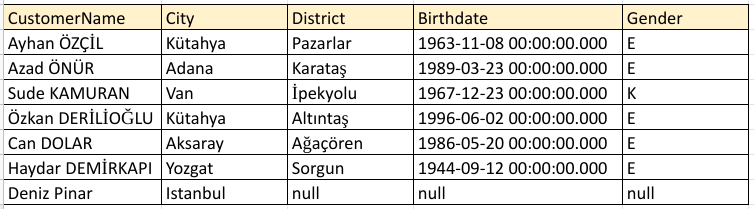 CustomerName City District Birthdate Gender
Ayhan ÖZÇİL Kütahya Pazarlar 1963-11-08 00:00:00.000 E
Azad ÖNÜR Adana Karataş 1989-03-23 00:00:00.000 E
Sude KAMURAN Van İpekyolu 1967-12-23 00:00:00.000 K
Özkan DERİLİOĞLU Kütahya Altıntaş 1996-06-02 00:00:00.000 E
Can DOLAR Aksaray Ağaçören 1986-05-20 00:00:00.000 E
Haydar DEMİRKAPI Yozgat Sorgun 1944-09-12 00:00:00.000 E
Deniz Pinar Istanbul null null null